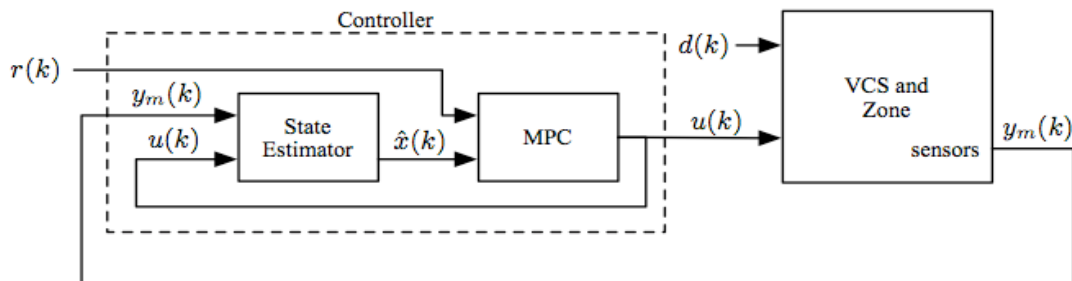 Controller
r(k)
y_m(k)
u(k)
State
Estimator
x̂(k)
MPC
u(k)
d(k)
VCS and
Zone
sensors
y_m(k)